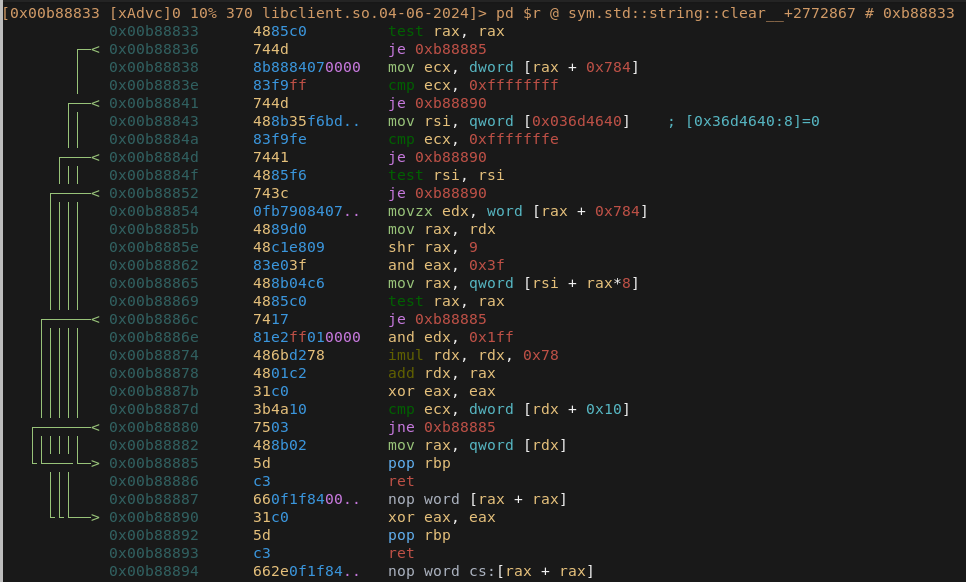 [0x00b88833 [xAdvc]0 10% 370 libclient.so.04-06-2024]> pd $r @ sym.std::string::clear__+2772867 # 0xb88833
0x00b88833 4885c0 test rax, rax
0x00b88836 744d je 0xb88885
0x00b88838 8b8884070000 mov ecx, dword [rax + 0x784]
0x00b8883e 83f9ff cmp ecx, 0xffffffff
0x00b88841 744d je 0xb88890
0x00b88843 488b35f6bd.. mov rsi, qword [0x036d4640] ; [0x36d4640:8]=0
0x00b8884a 83f9fe cmp ecx, 0xfffffffe
0x00b8884d 7441 je 0xb88890
0x00b8884f 4885f6 test rsi, rsi
0x00b88852 743c je 0xb88890
0x00b88854 0fb7908407.. movzx edx, word [rax + 0x784]
0x00b8885b 4889d0 mov rax, rdx
0x00b8885e 48c1e809 shr rax, 9
0x00b88862 83e03f and eax, 0x3f
0x00b88865 488b04c6 mov rax, qword [rsi + rax*8]
0x00b88869 4885c0 test rax, rax
0x00b8886c 7417 je 0xb88885
0x00b8886e 81e2ff010000 and edx, 0x1ff
0x00b88874 486bd278 imul rdx, rdx, 0x78
0x00b88878 4801c2 add rdx, rax
0x00b8887b 31c0 xor eax, eax
0x00b8887d 3b4a10 cmp ecx, dword [rdx + 0x10]
0x00b88880 7503 jne 0xb88885
0x00b88882 488b02 mov rax, qword [rdx]
0x00b88885 5d pop rbp
0x00b88886 c3 ret
0x00b88887 660f1f8400.. nop word [rax + rax]
0x00b88890 31c0 xor eax, eax
0x00b88892 5d pop rbp
0x00b88893 c3 ret
0x00b88894 662e0f1f84.. nop word cs:[rax + rax]